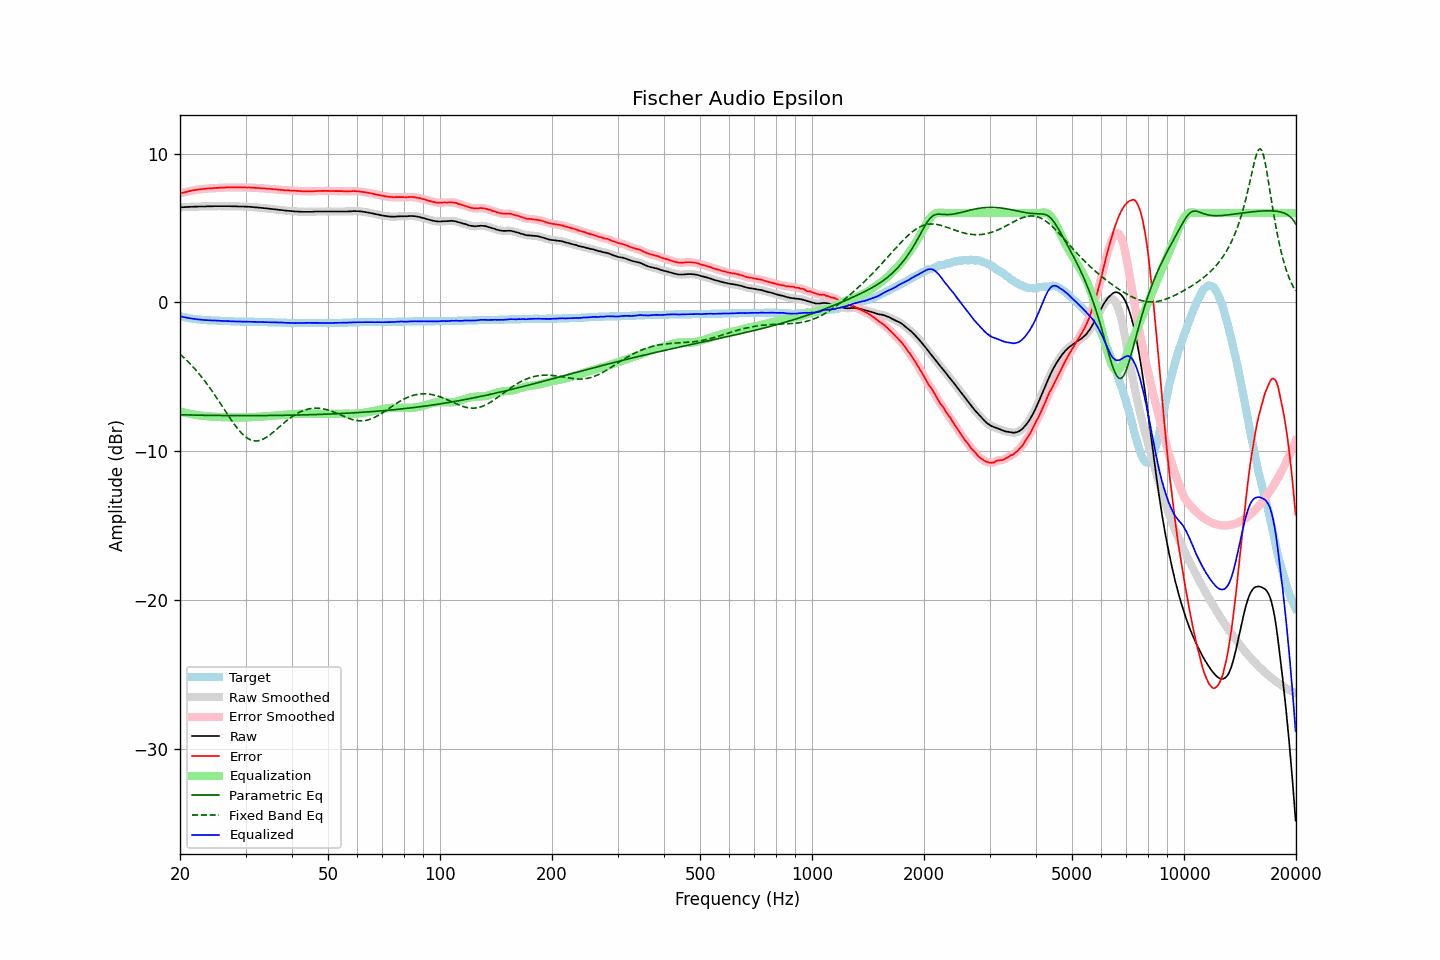 Fischer Audio Epsilon
Amplitude (dBr)
10
0
−10
−20
−30
Target
Raw Smoothed
Error Smoothed
Raw
Error
Equalization
Parametric Eq
Fixed Band Eq
Equalized
20 50 100 200 500 1000 2000 5000 10000 20000
Frequency (Hz)